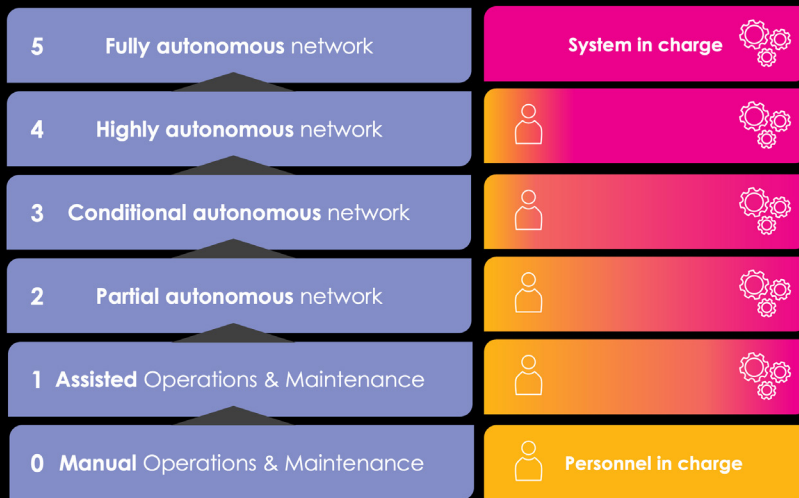 5 Fully autonomous network
System in charge
4 Highly autonomous network
3 Conditional autonomous network
2 Partial autonomous network
1 Assisted Operations & Maintenance
0 Manual Operations & Maintenance
Personnel in charge